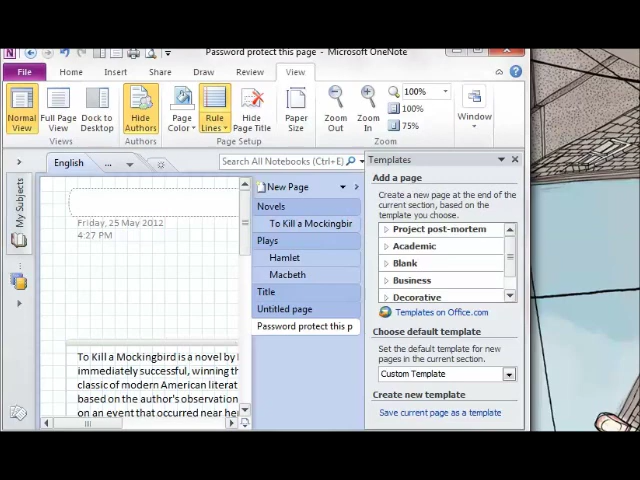 Password protect this page - Microsoft OneNote
File Home Insert Share Draw Review View
Normal View
Full Page View
Dock to Desktop
Hide Authors
Page Color
Rule Lines
Hide Page Title
Paper Size
Zoom Out
Zoom In
100%
100%
75%
Window
Views Authors Page Setup Zoom
English ... Search All Notebooks (Ctrl+E)
My Subjects
Friday, 25 May 2012
4:27 PM
To Kill a Mockingbird is a novel by
immediately successful, winning th
classic of modern American literat
based on the author's observation
on an event that occurred near he
New Page
Novels
To Kill a Mockingbir
Plays
Hamlet
Macbeth
Title
Untitled page
Password protect this p
Templates
Add a page
Create a new page at the end of the
current section, based on the
template you choose.
Project post-mortem
Academic
Blank
Business
Decorative
Templates on Office.com
Choose default template
Set the default template for new
pages in the current section.
Custom Template
Create new template
Save current page as a template